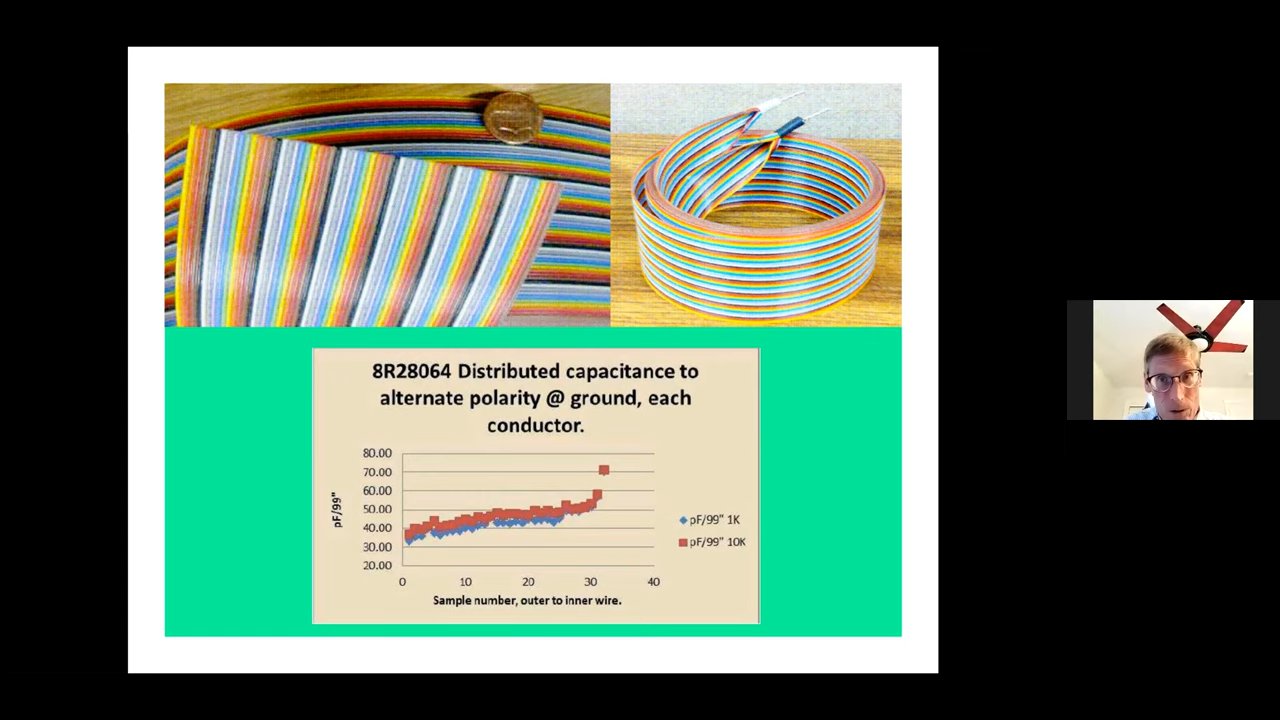 8R28064 Distributed capacitance to
alternate polarity @ ground, each
conductor.
80.00
70.00
60.00
50.00
40.00
30.00
20.00
pF/99"
0 10 20 30 40
Sample number, outer to inner wire.
pF/99" 1K
pF/99" 10K